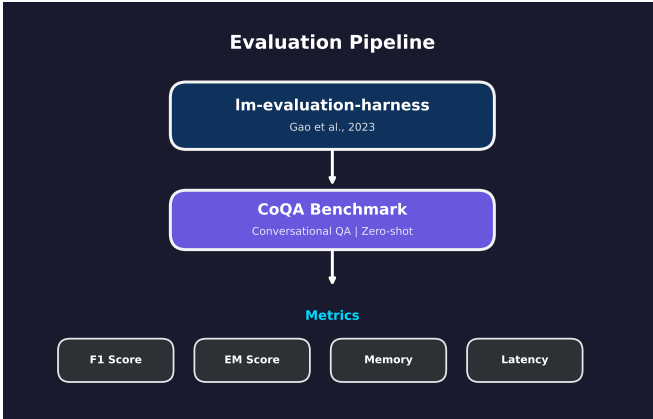 Evaluation Pipeline
lm-evaluation-harness
Gao et al., 2023
CoQA Benchmark
Conversational QA | Zero-shot
Metrics
F1 Score
EM Score
Memory
Latency